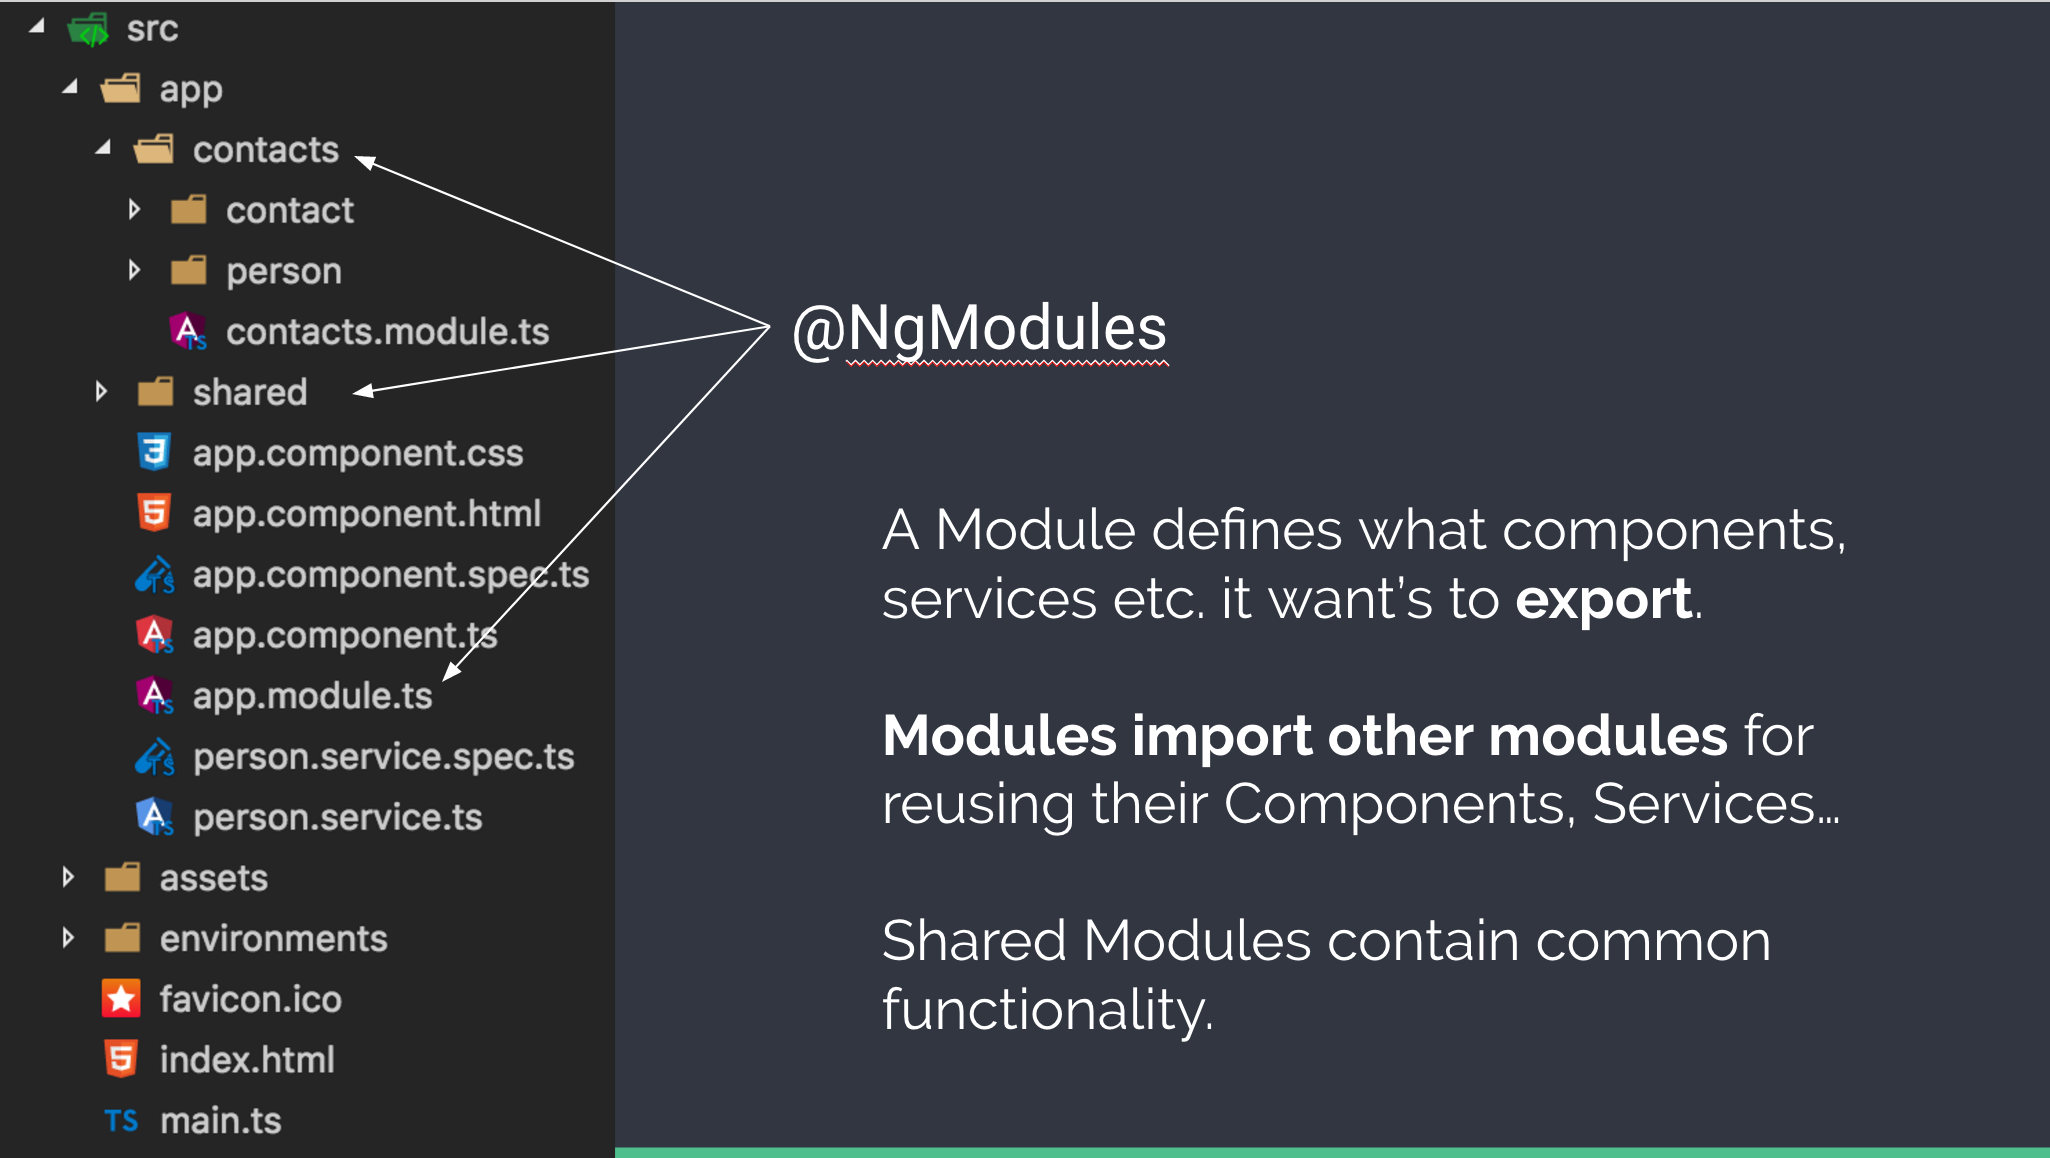 src
app
contacts
contact
person
contacts.module.ts
shared
app.component.css
app.component.html
app.component.spec.ts
app.component.ts
app.module.ts
person.service.spec.ts
person.service.ts
assets
environments
favicon.ico
index.html
TS main.ts
@NgModules
A Module defines what components,
services etc. it want’s to export.
Modules import other modules for
reusing their Components, Services…
Shared Modules contain common
functionality.